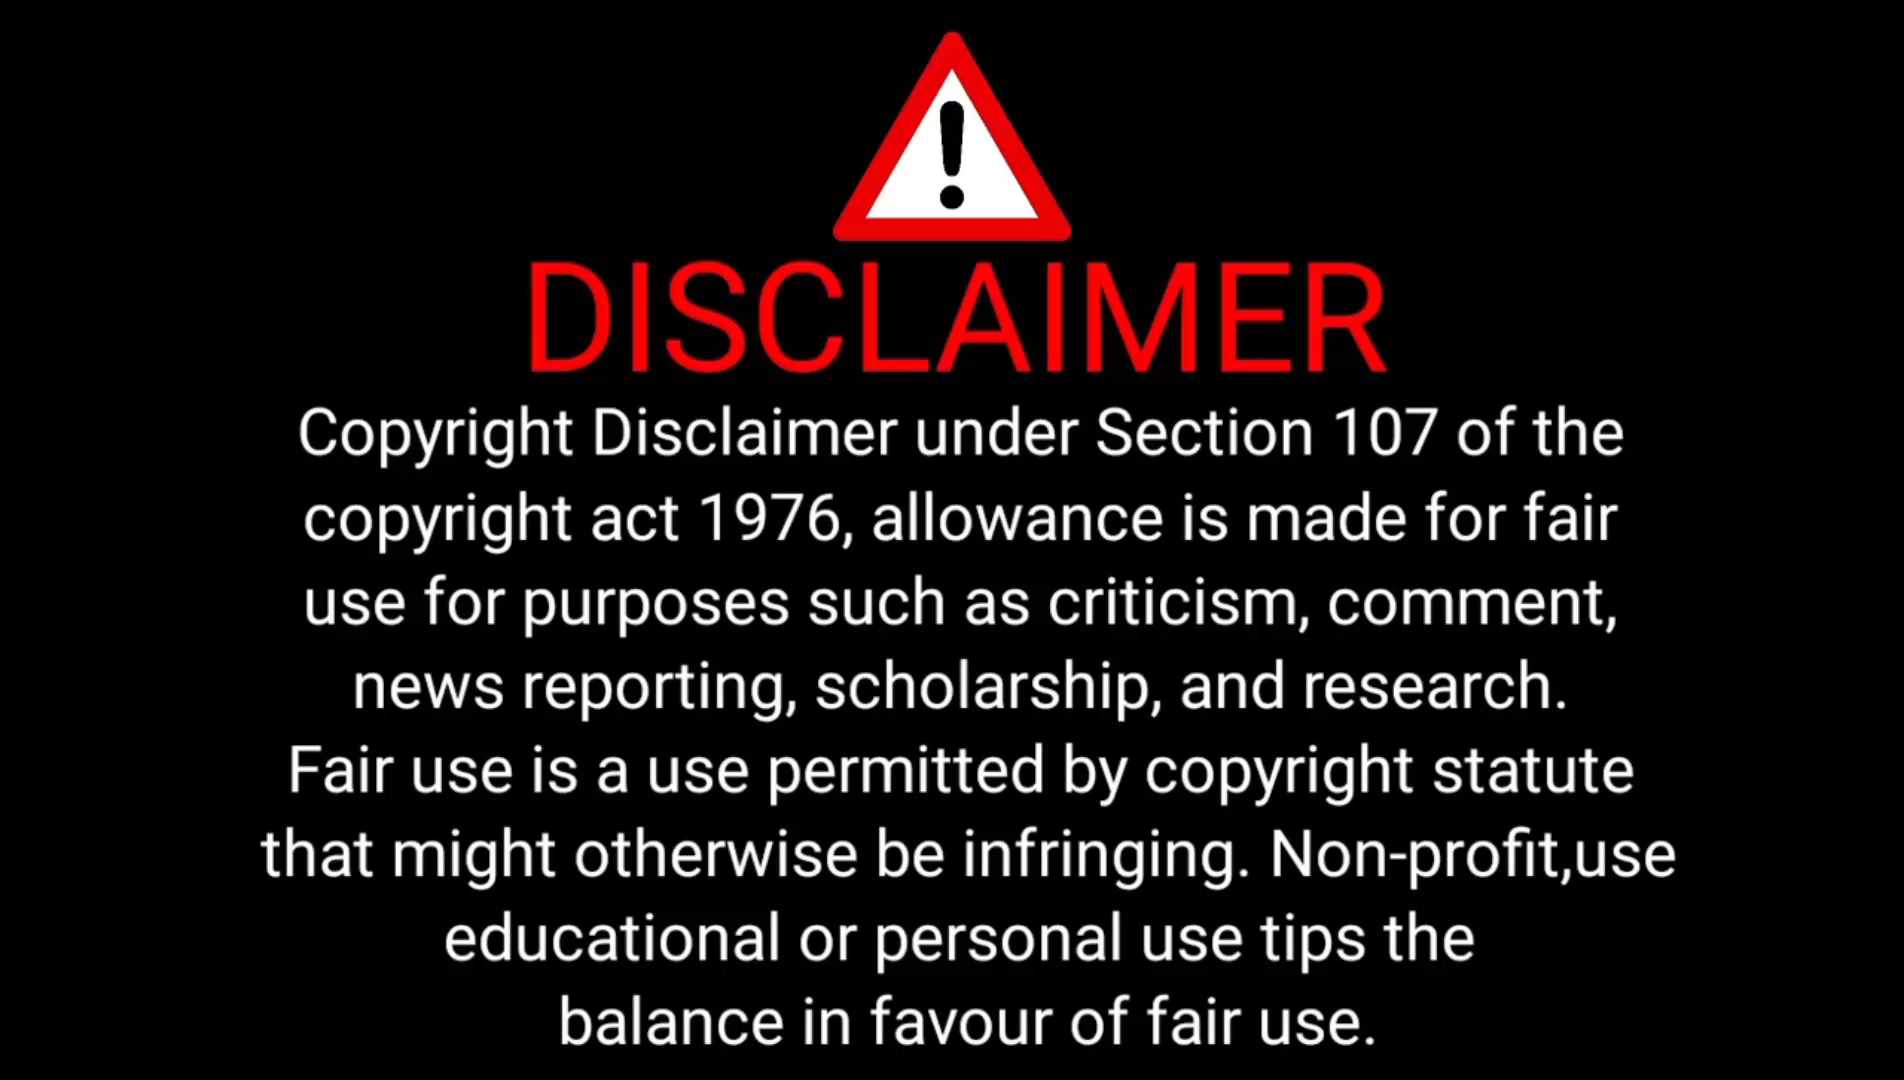 DISCLAIMER
Copyright Disclaimer under Section 107 of the
copyright act 1976, allowance is made for fair
use for purposes such as criticism, comment,
news reporting, scholarship, and research.
Fair use is a use permitted by copyright statute
that might otherwise be infringing. Non-profit,use
educational or personal use tips the
balance in favour of fair use.